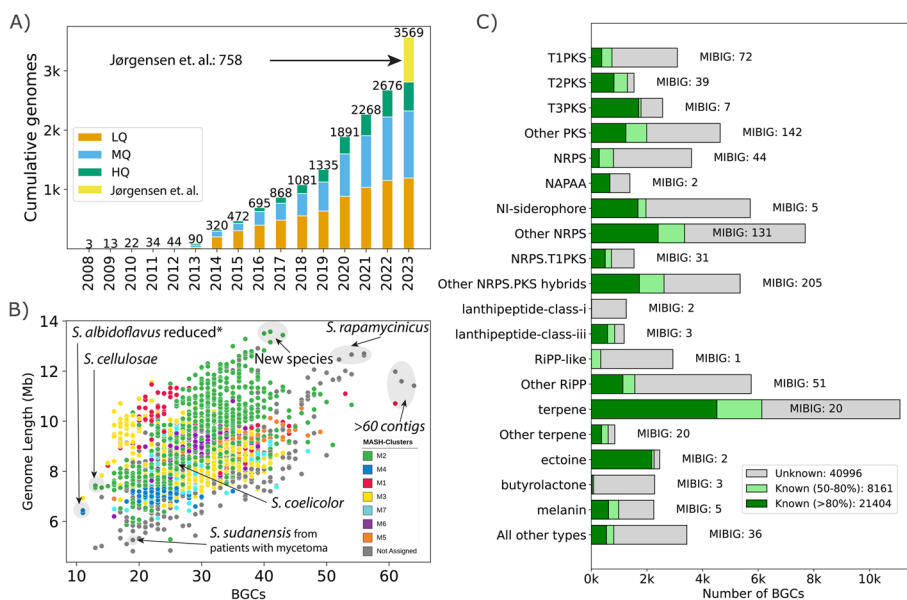 A)
Cumulative genomes
3k
2k
1k
Jørgensen et. al.: 758
LQ
MQ
HQ
Jørgensen et. al.
3
13
22
34
44
90
320
472
695
868
1081
1335
1891
2268
2676
3569
2008
2009
2010
2011
2012
2013
2014
2015
2016
2017
2018
2019
2020
2021
2022
2023
B)
Genome Length (Mb)
14
12
10
8
6
S. albidoflavus reduced*
S. cellulosae
New species
S. rapamycinicus
>60 contigs
S. coelicolor
S. sudanensis from
patients with mycetoma
MASH-Clusters
M2
M4
M1
M3
M7
M6
M5
Not Assigned
10
20
30
40
50
60
BGCs
C)
T1PKS
MIBIG: 72
T2PKS
MIBIG: 39
T3PKS
MIBIG: 7
Other PKS
MIBIG: 142
NRPS
MIBIG: 44
NAPAA
MIBIG: 2
NI-siderophore
MIBIG: 5
Other NRPS
MIBIG: 131
NRPS.T1PKS
MIBIG: 31
Other NRPS.PKS hybrids
MIBIG: 205
lanthipeptide-class-i
MIBIG: 2
lanthipeptide-class-iii
MIBIG: 3
RiPP-like
MIBIG: 1
Other RiPP
MIBIG: 51
terpene
MIBIG: 20
Other terpene
MIBIG: 20
ectoine
MIBIG: 2
butyrolactone
MIBIG: 3
melanin
MIBIG: 5
All other types
MIBIG: 36
Unknown: 40996
Known (50-80%): 8161
Known (>80%): 21404
0k
2k
4k
6k
8k
10k
Number of BGCs